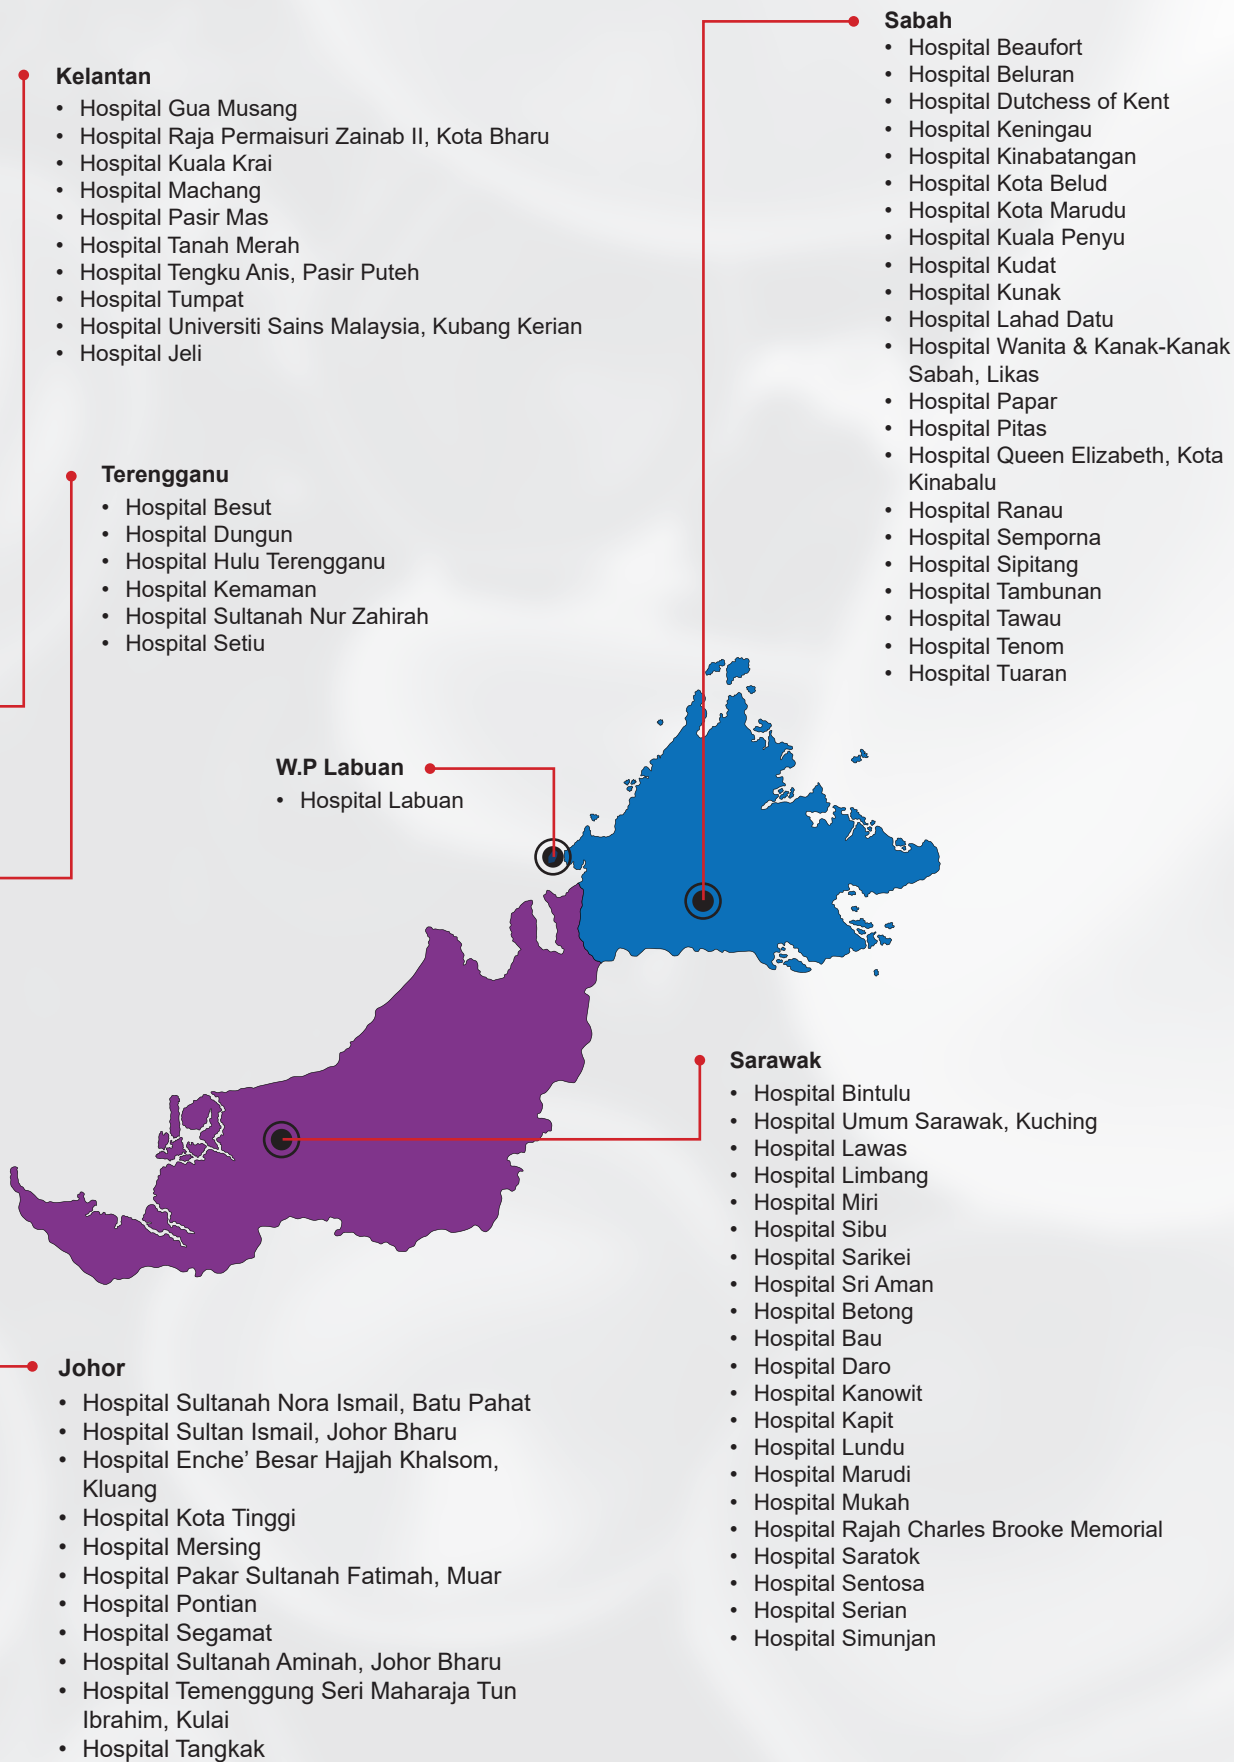 Kelantan
• Hospital Gua Musang
• Hospital Raja Permaisuri Zainab II, Kota Bharu
• Hospital Kuala Krai
• Hospital Machang
• Hospital Pasir Mas
• Hospital Tanah Merah
• Hospital Tengku Anis, Pasir Puteh
• Hospital Tumpat
• Hospital Universiti Sains Malaysia, Kubang Kerian
• Hospital Jeli
Terengganu
• Hospital Besut
• Hospital Dungun
• Hospital Hulu Terengganu
• Hospital Kemaman
• Hospital Sultanah Nur Zahirah
• Hospital Setiu
Sabah
• Hospital Beaufort
• Hospital Beluran
• Hospital Dutchess of Kent
• Hospital Keningau
• Hospital Kinabatangan
• Hospital Kota Belud
• Hospital Kota Marudu
• Hospital Kuala Penyu
• Hospital Kudat
• Hospital Kunak
• Hospital Lahad Datu
• Hospital Wanita & Kanak-Kanak
Sabah, Likas
• Hospital Papar
• Hospital Pitas
• Hospital Queen Elizabeth, Kota
Kinabalu
• Hospital Ranau
• Hospital Semporna
• Hospital Sipitang
• Hospital Tambunan
• Hospital Tawau
• Hospital Tenom
• Hospital Tuaran
W.P Labuan
• Hospital Labuan
Sarawak
• Hospital Bintulu
• Hospital Umum Sarawak, Kuching
• Hospital Lawas
• Hospital Limbang
• Hospital Miri
• Hospital Sibu
• Hospital Sarikei
• Hospital Sri Aman
• Hospital Betong
• Hospital Bau
• Hospital Daro
• Hospital Kanowit
• Hospital Kapit
• Hospital Lundu
• Hospital Marudi
• Hospital Mukah
• Hospital Rajah Charles Brooke Memorial
• Hospital Saratok
• Hospital Sentosa
• Hospital Serian
• Hospital Simunjan
Johor
• Hospital Sultanah Nora Ismail, Batu Pahat
• Hospital Sultan Ismail, Johor Bharu
• Hospital Enche’ Besar Hajjah Khalsom,
Kluang
• Hospital Kota Tinggi
• Hospital Mersing
• Hospital Pakar Sultanah Fatimah, Muar
• Hospital Pontian
• Hospital Segamat
• Hospital Sultanah Aminah, Johor Bharu
• Hospital Temenggung Seri Maharaja Tun
Ibrahim, Kulai
• Hospital Tangkak